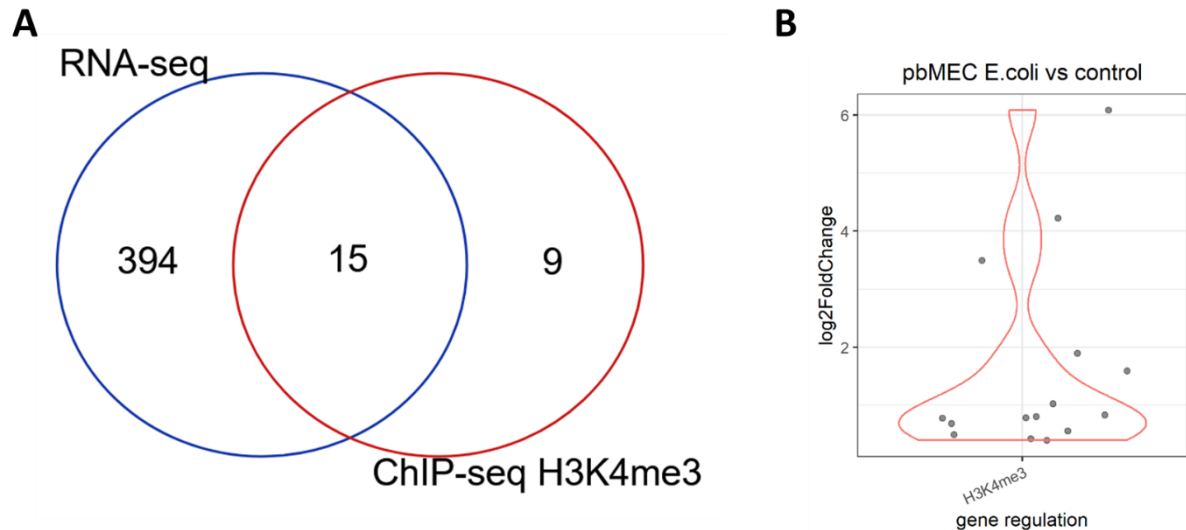 A
RNA-seq
394
15
9
ChIP-seq H3K4me3
B
pbMEC E.coli vs control
log2FoldChange
6
4
2
H3K4me3
gene regulation